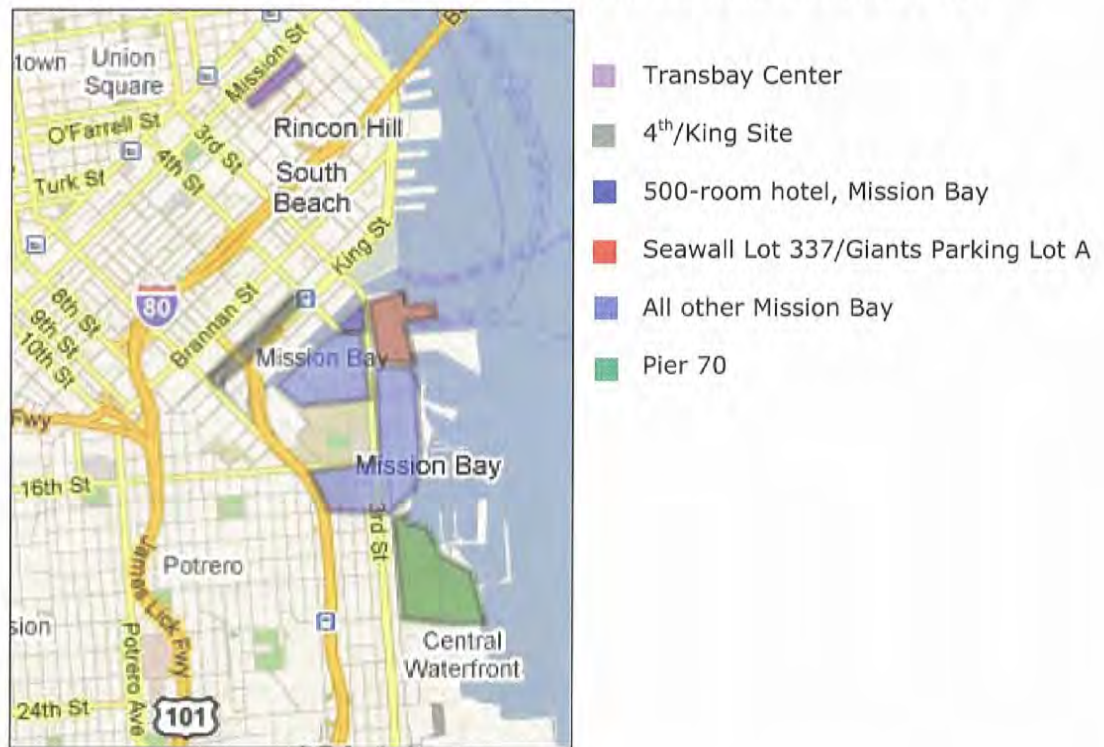 town
Union
Square
Mission St
O'Farrell St
3rd St
4th St
Rincon Hill
Turk St
South
Beach
King St
80
8th St
9th St
10th St
Brannan St
Mission Bay
Fwy
Mission Bay
16th St
3rd St
Potrero
James Lick Fwy
sion
Potrero Ave
Central
Waterfront
24th St
101
Transbay Center
4th/King Site
500-room hotel, Mission Bay
Seawall Lot 337/Giants Parking Lot A
All other Mission Bay
Pier 70